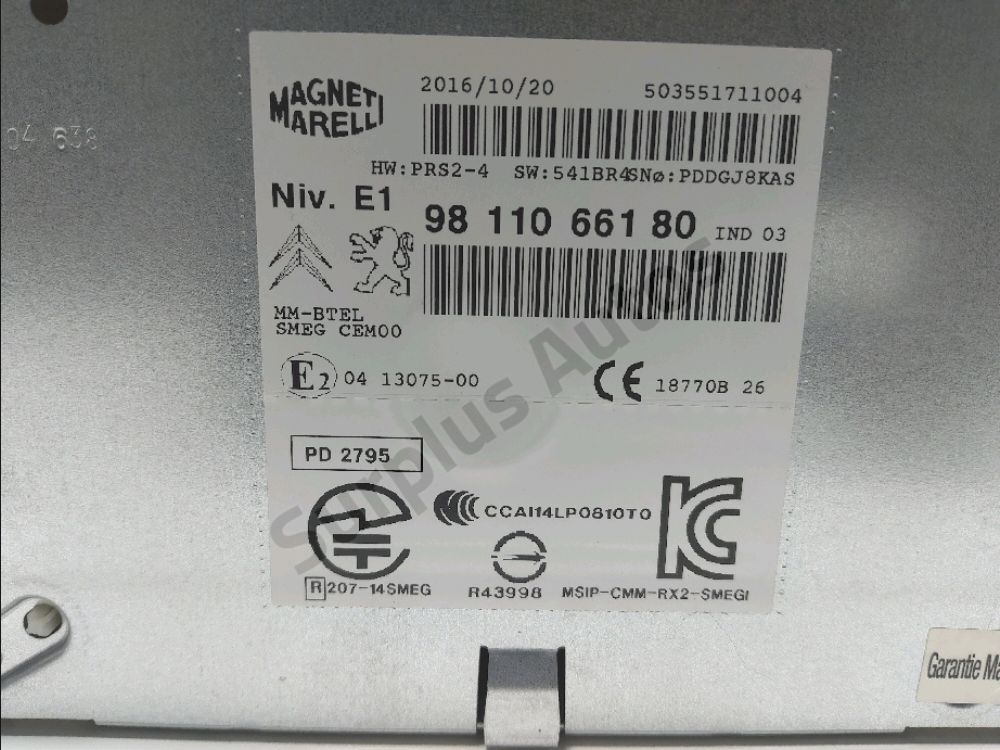 04 638
MAGNETI
MARELLI
2016/10/20 503551711004
HW:PRS2-4 SW:541BR4SNø:PDDGJ8KAS
Niv. E1
98 110 661 80 IND 03
MM-BTEL
SMEG CEM00
E2 04 13075-00
CE 18770B 26
PD 2795
CCAI14LP0810T0
R 207-14SMEG
R43998
MSIP-CMM-RX2-SMEGI
Surplus Autos
Garantie Ma